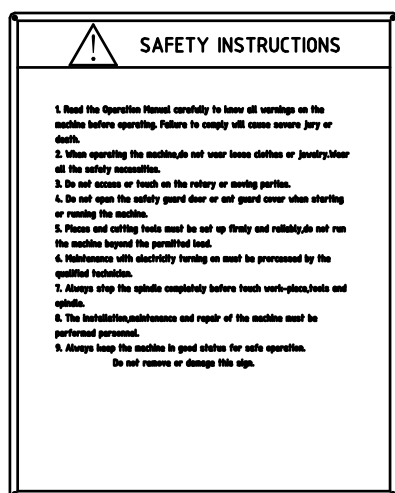 SAFETY INSTRUCTIONS
1. Read the Operation Manual carefully to know all warnings on the
machine before operating. Failure to comply will cause severe jury or
death.
2. When operating the machine,do not wear loose clothes or jewelry.Wear
all the safety necessities.
3. Do not access or touch on the rotary or moving parties.
4. Do not open the safety guard door or ant guard cover when starting
or running the machine.
5. Pieces and cutting tools must be set up firmly and reliably,do not run
the machine beyond the permitted load.
6. Maintenance with electricity turning on must be prorcessed by the
qualified technician.
7. Always stop the spindle completely before touch work-piece,tools and
spindle.
8. The installation,maintenance and repair of the machine must be
performed personnel.
9. Always keep the machine in good status for safe operation.
Do not remove or damage this sign.